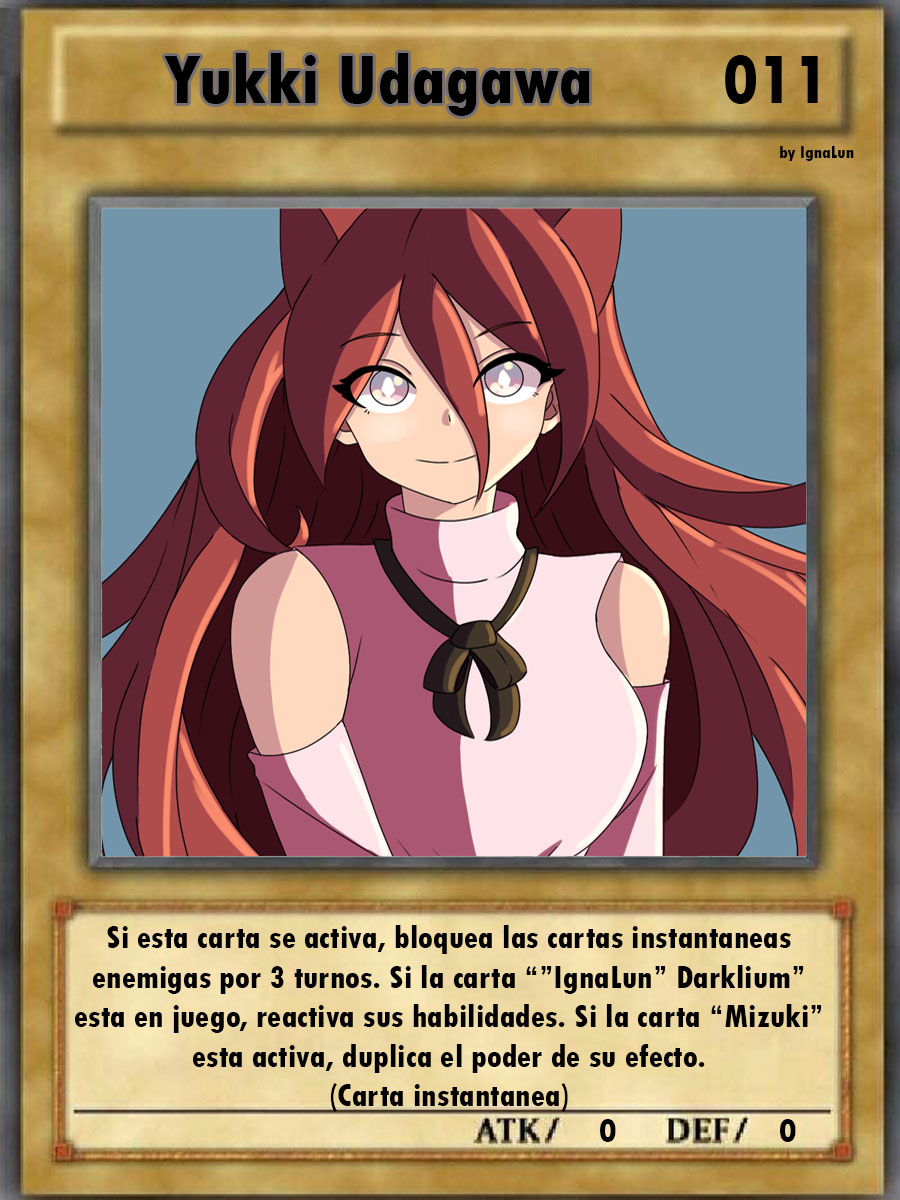 Yukki Udagawa 011
by IgnaLun
Si esta carta se activa, bloquea las cartas instantaneas
enemigas por 3 turnos. Si la carta “”IgnaLun” Darklium”
esta en juego, reactiva sus habilidades. Si la carta “Mizuki”
esta activa, duplica el poder de su efecto.
(Carta instantanea)
ATK/ 0 DEF/ 0